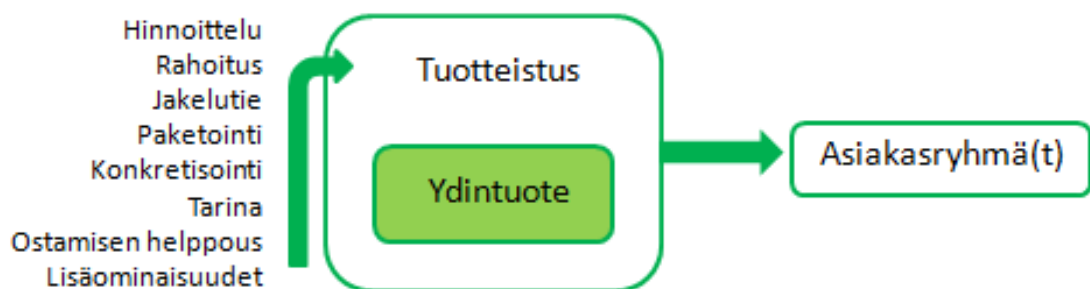 Hinnoittelu
Rahoitus
Jakelutie
Paketointi
Konkretisointi
Tarina
Ostamisen helppous
Lisäominaisuudet
Tuotteistus
Ydintuote
Asiakasryhmä(t)